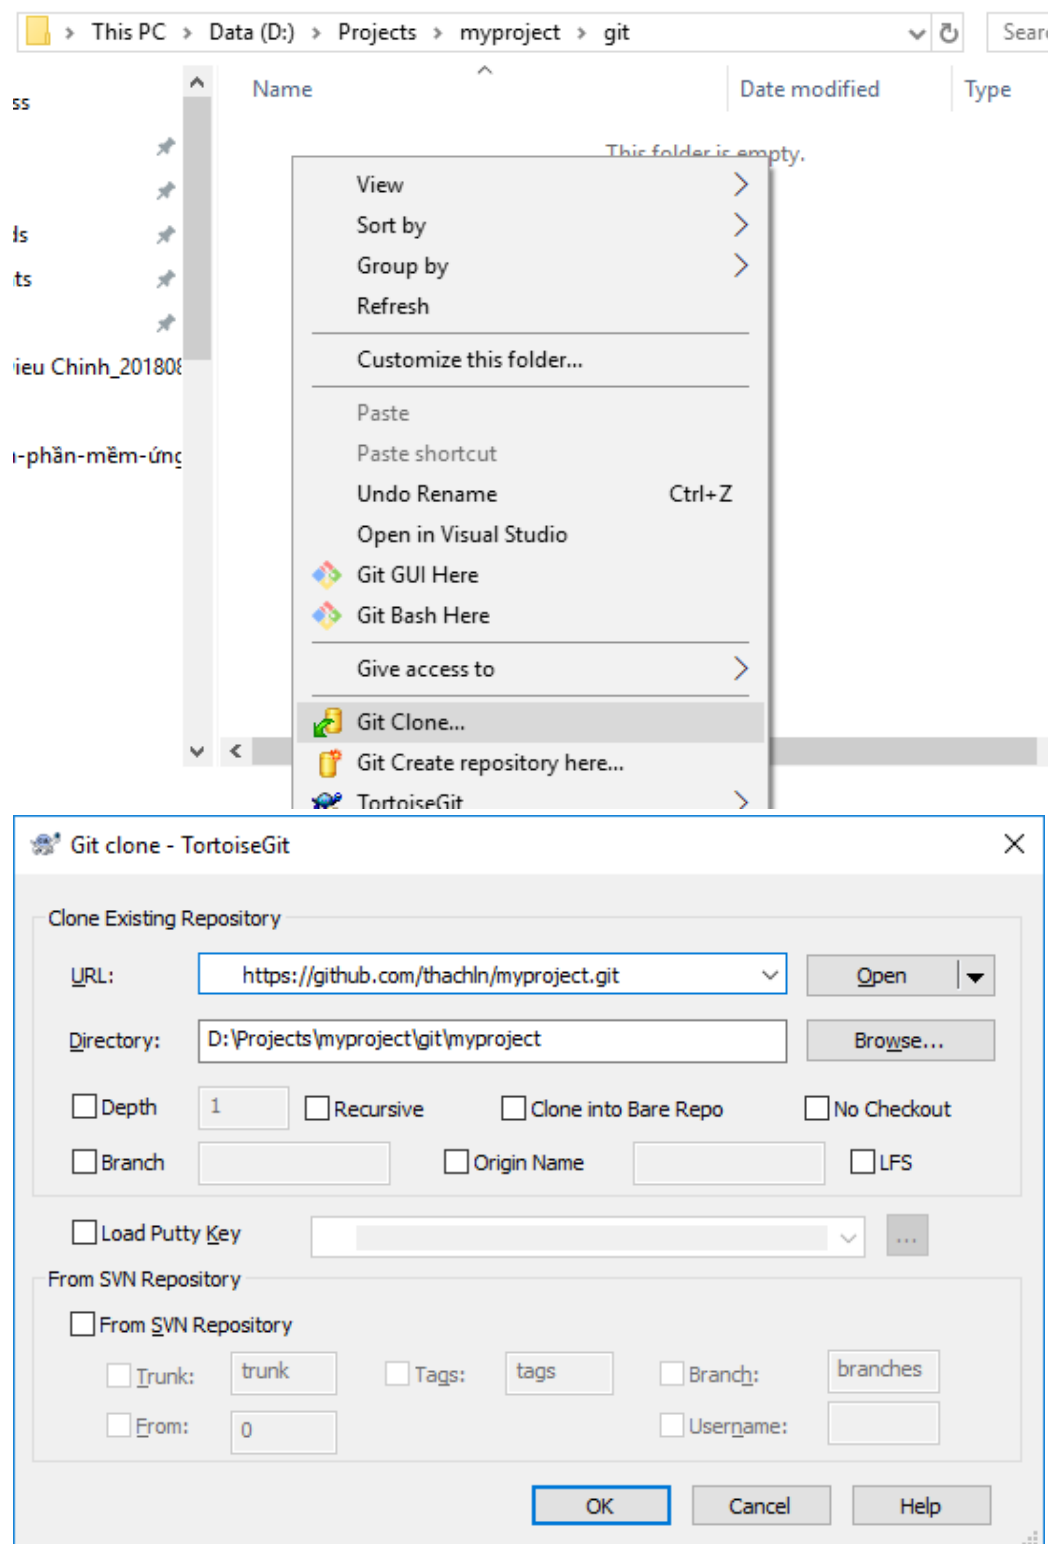 This PC > Data (D:) > Projects > myproject > git
Sear
Name
Date modified
Type
ss
This folder is empty.
ds
ts
ieu Chinh_201808
-phần-mềm-ứng
View
Sort by
Group by
Refresh
Customize this folder...
Paste
Paste shortcut
Undo Rename Ctrl+Z
Open in Visual Studio
Git GUI Here
Git Bash Here
Give access to
Git Clone...
Git Create repository here...
TortoiseGit
Git clone - TortoiseGit
Clone Existing Repository
URL: https://github.com/thachln/myproject.git Open
Directory: D:\Projects\myproject\git\myproject Browse...
Depth 1 Recursive Clone into Bare Repo No Checkout
Branch Origin Name LFS
Load Putty Key ...
From SVN Repository
From SVN Repository
Trunk: trunk Tags: tags Branch: branches
From: 0 Username:
OK Cancel Help